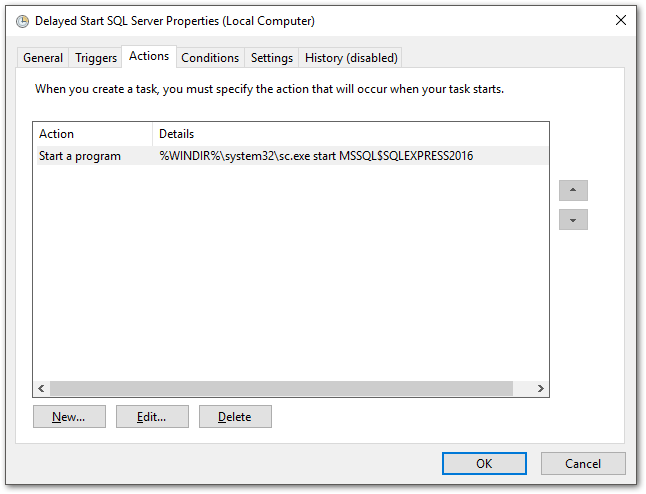 Delayed Start SQL Server Properties (Local Computer)
General Triggers Actions Conditions Settings History (disabled)
When you create a task, you must specify the action that will occur when your task starts.
Action Details
Start a program %WINDIR%\system32\sc.exe start MSSQL$SQLEXPRESS2016
New... Edit... Delete
OK Cancel